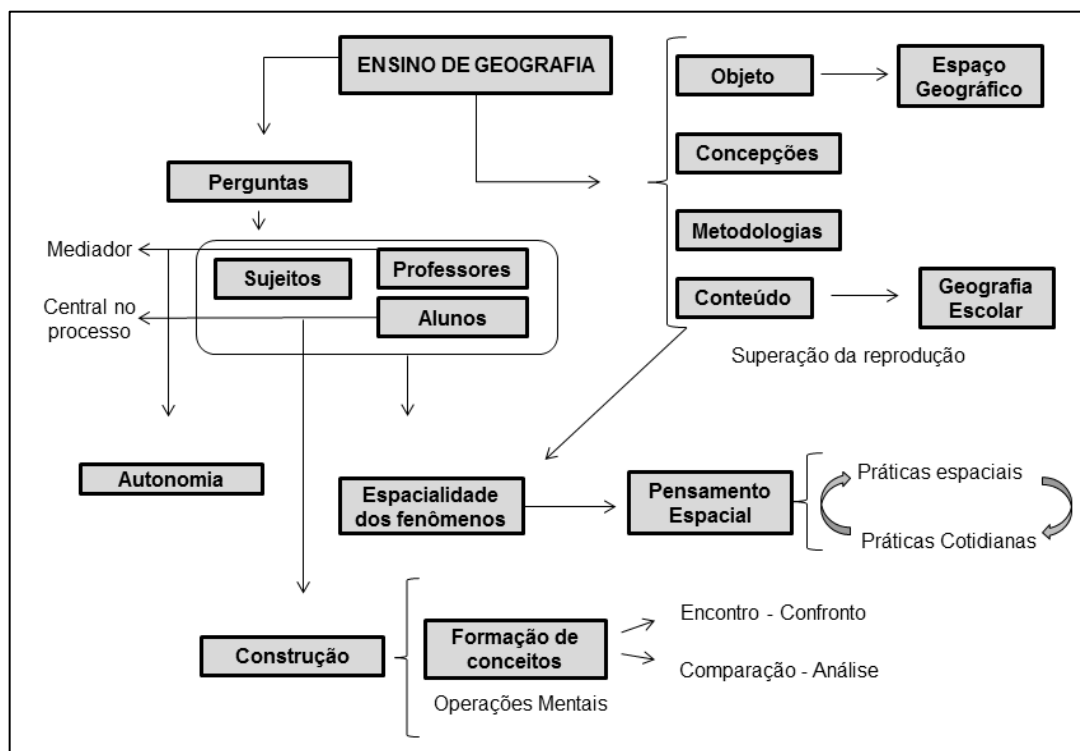 ENSINO DE GEOGRAFIA
Objeto
Espaço
Geográfico
Concepções
Perguntas
Metodologias
Mediador
Sujeitos
Professores
Central no
processo
Alunos
Conteúdo
Geografia
Escolar
Superação da reprodução
Autonomia
Espacialidade
dos fenômenos
Pensamento
Espacial
Práticas espaciais
Práticas Cotidianas
Construção
Formação de
conceitos
Operações Mentais
Encontro - Confronto
Comparação - Análise